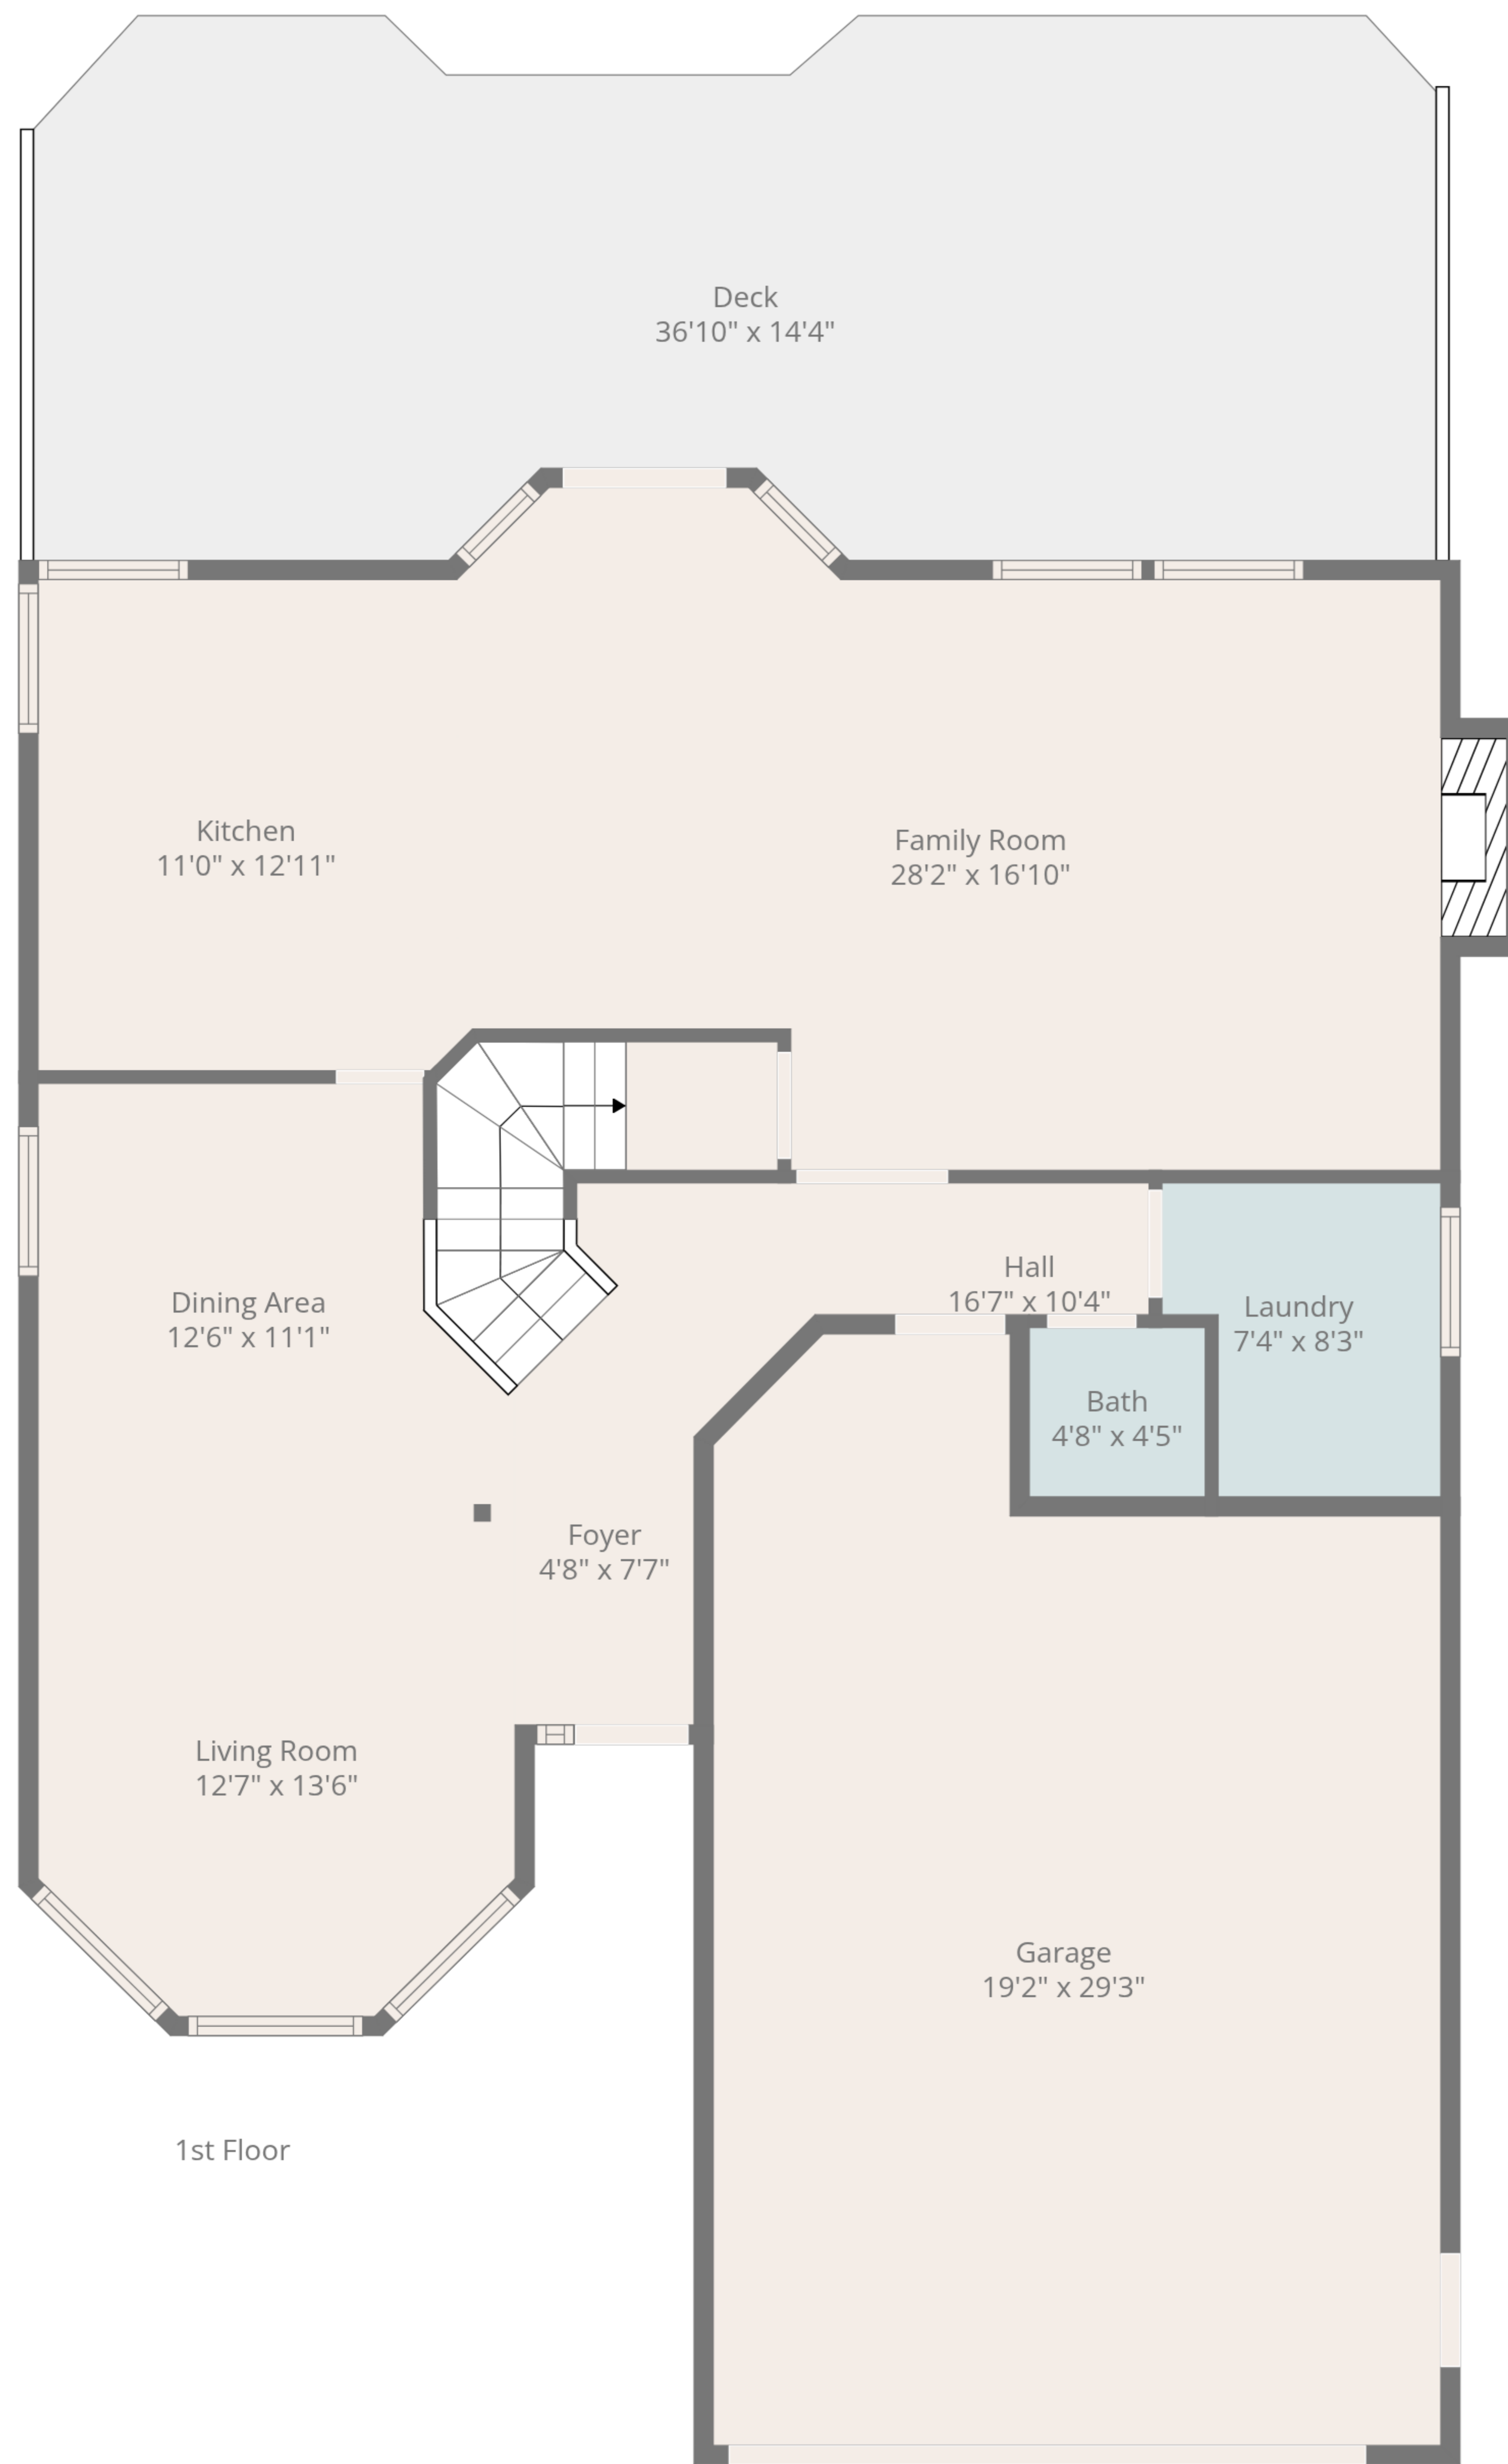 Deck
36'10" x 14'4"
Kitchen
11'0" x 12'11"
Family Room
28'2" x 16'10"
Hall
16'7" x 10'4"
Dining Area
12'6" x 11'1"
Laundry
7'4" x 8'3"
Bath
4'8" x 4'5"
Foyer
4'8" x 7'7"
Living Room
12'7" x 13'6"
Garage
19'2" x 29'3"
1st Floor